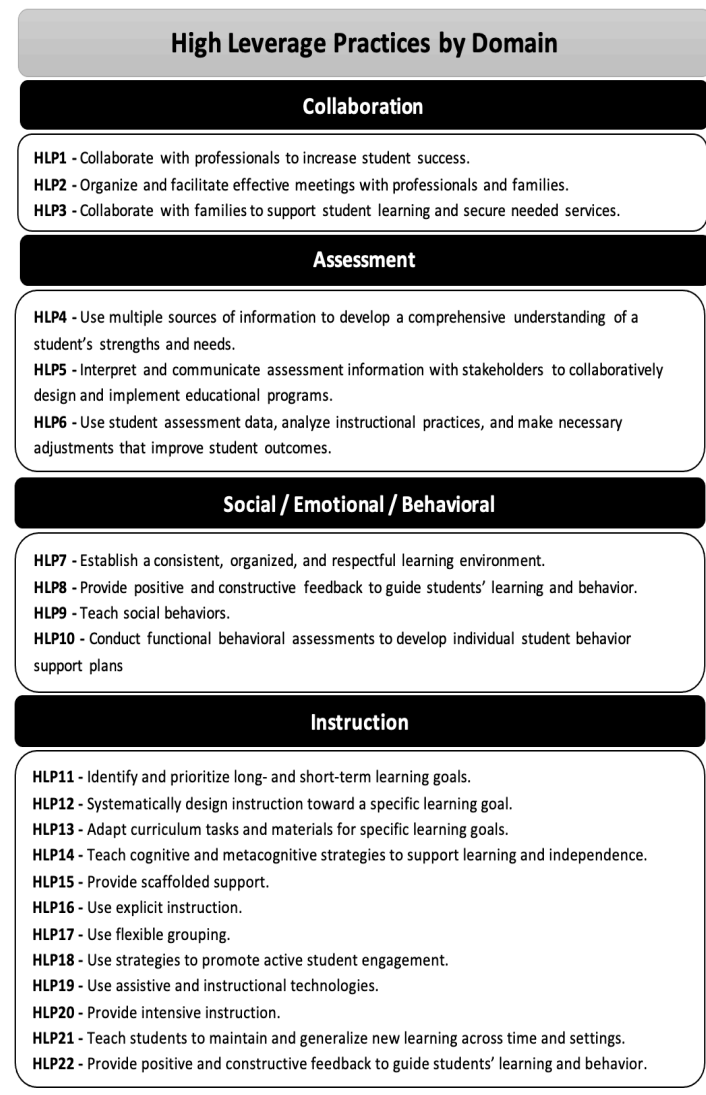 High Leverage Practices by Domain
Collaboration
HLP1 - Collaborate with professionals to increase student success.
HLP2 - Organize and facilitate effective meetings with professionals and families.
HLP3 - Collaborate with families to support student learning and secure needed services.
Assessment
HLP4 - Use multiple sources of information to develop a comprehensive understanding of a
student’s strengths and needs.
HLP5 - Interpret and communicate assessment information with stakeholders to collaboratively
design and implement educational programs.
HLP6 - Use student assessment data, analyze instructional practices, and make necessary
adjustments that improve student outcomes.
Social / Emotional / Behavioral
HLP7 - Establish a consistent, organized, and respectful learning environment.
HLP8 - Provide positive and constructive feedback to guide students’ learning and behavior.
HLP9 - Teach social behaviors.
HLP10 - Conduct functional behavioral assessments to develop individual student behavior
support plans
Instruction
HLP11 - Identify and prioritize long- and short-term learning goals.
HLP12 - Systematically design instruction toward a specific learning goal.
HLP13 - Adapt curriculum tasks and materials for specific learning goals.
HLP14 - Teach cognitive and metacognitive strategies to support learning and independence.
HLP15 - Provide scaffolded support.
HLP16 - Use explicit instruction.
HLP17 - Use flexible grouping.
HLP18 - Use strategies to promote active student engagement.
HLP19 - Use assistive and instructional technologies.
HLP20 - Provide intensive instruction.
HLP21 - Teach students to maintain and generalize new learning across time and settings.
HLP22 - Provide positive and constructive feedback to guide students’ learning and behavior.